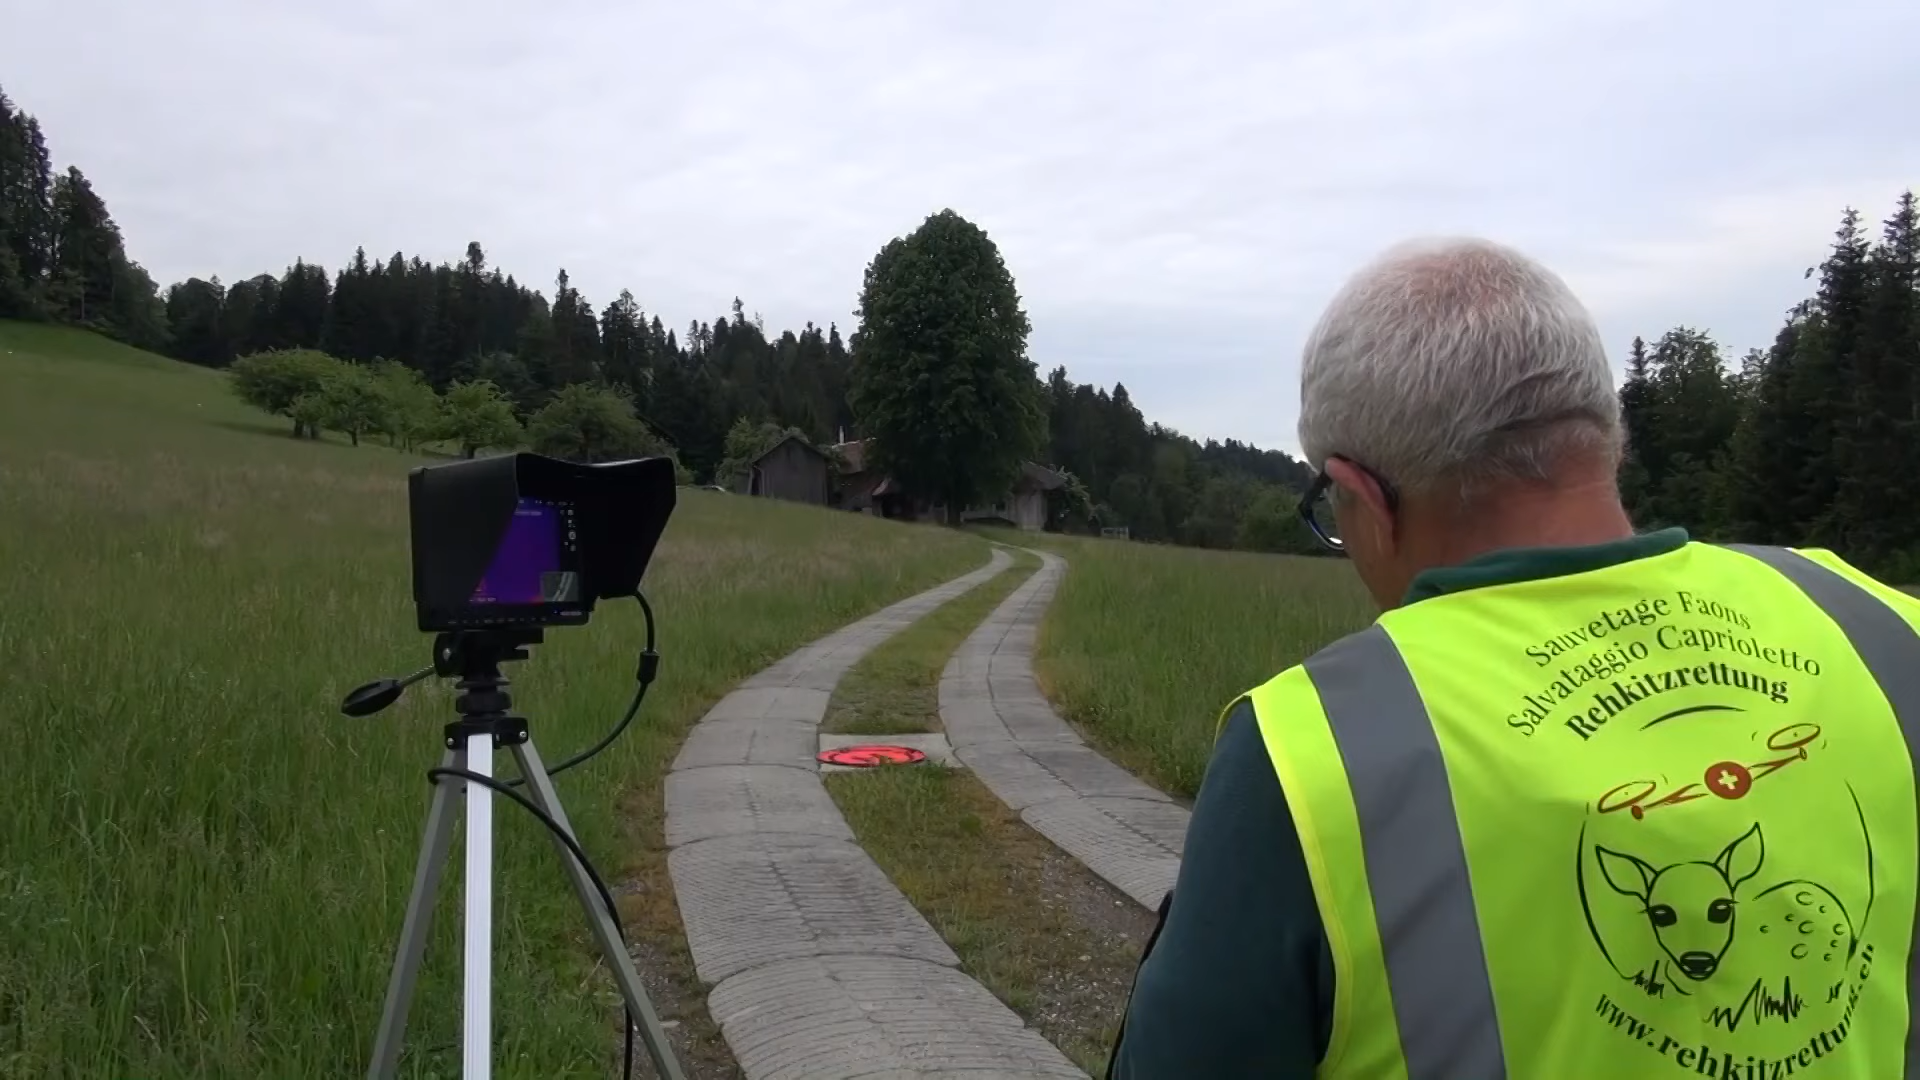 Sauvetage Faons
Salvataggio Caprioletto
Rehkitzrettung
www.rehkitzrettung.ch